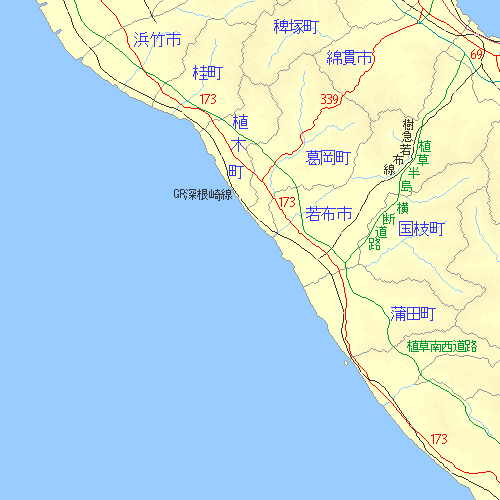 稗塚町
浜竹市
綿貫市
69
桂町
173
339
植木町
樹急若布線
植草半島横断道路
葛岡町
GR深根崎線
173
若布市
国枝町
蒲田町
植草南西道路
173